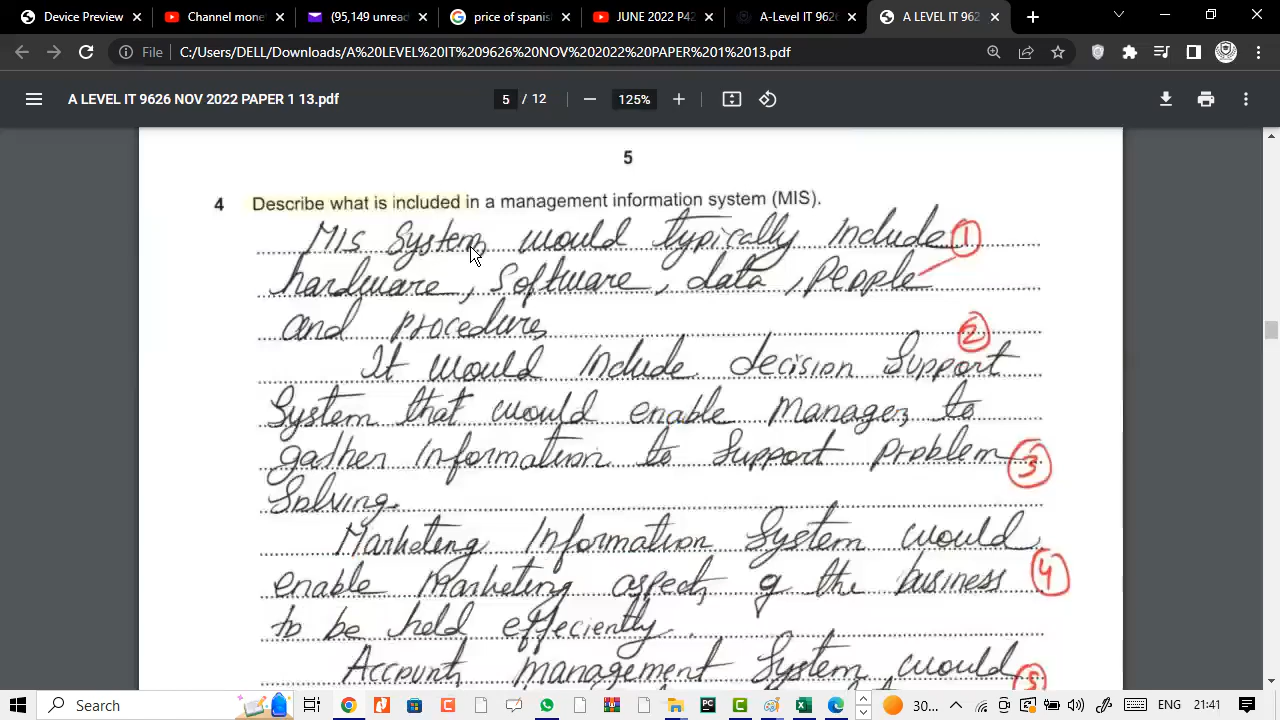 Device Preview
Channel mone
(95,149 unread
price of spanis
JUNE 2022 P42
A-Level IT 9626
A LEVEL IT 962
File
C:/Users/DELL/Downloads/A%20LEVEL%20IT%209626%20NOV%202022%20PAPER%201%2013.pdf
A LEVEL IT 9626 NOV 2022 PAPER 1 13.pdf
5 / 12
125%
5
4 Describe what is included in a management information system (MIS).
MIS System would typically include 1
hardware, software, data, people
and procedures 2
It would include decision support
system that would enable managers to
gather information to support problem 3
solving.
Marketing information system would
enable marketing aspects of the business 4
to be held effeciently.
Accounts management system would 5
Search
30...
ENG
21:41